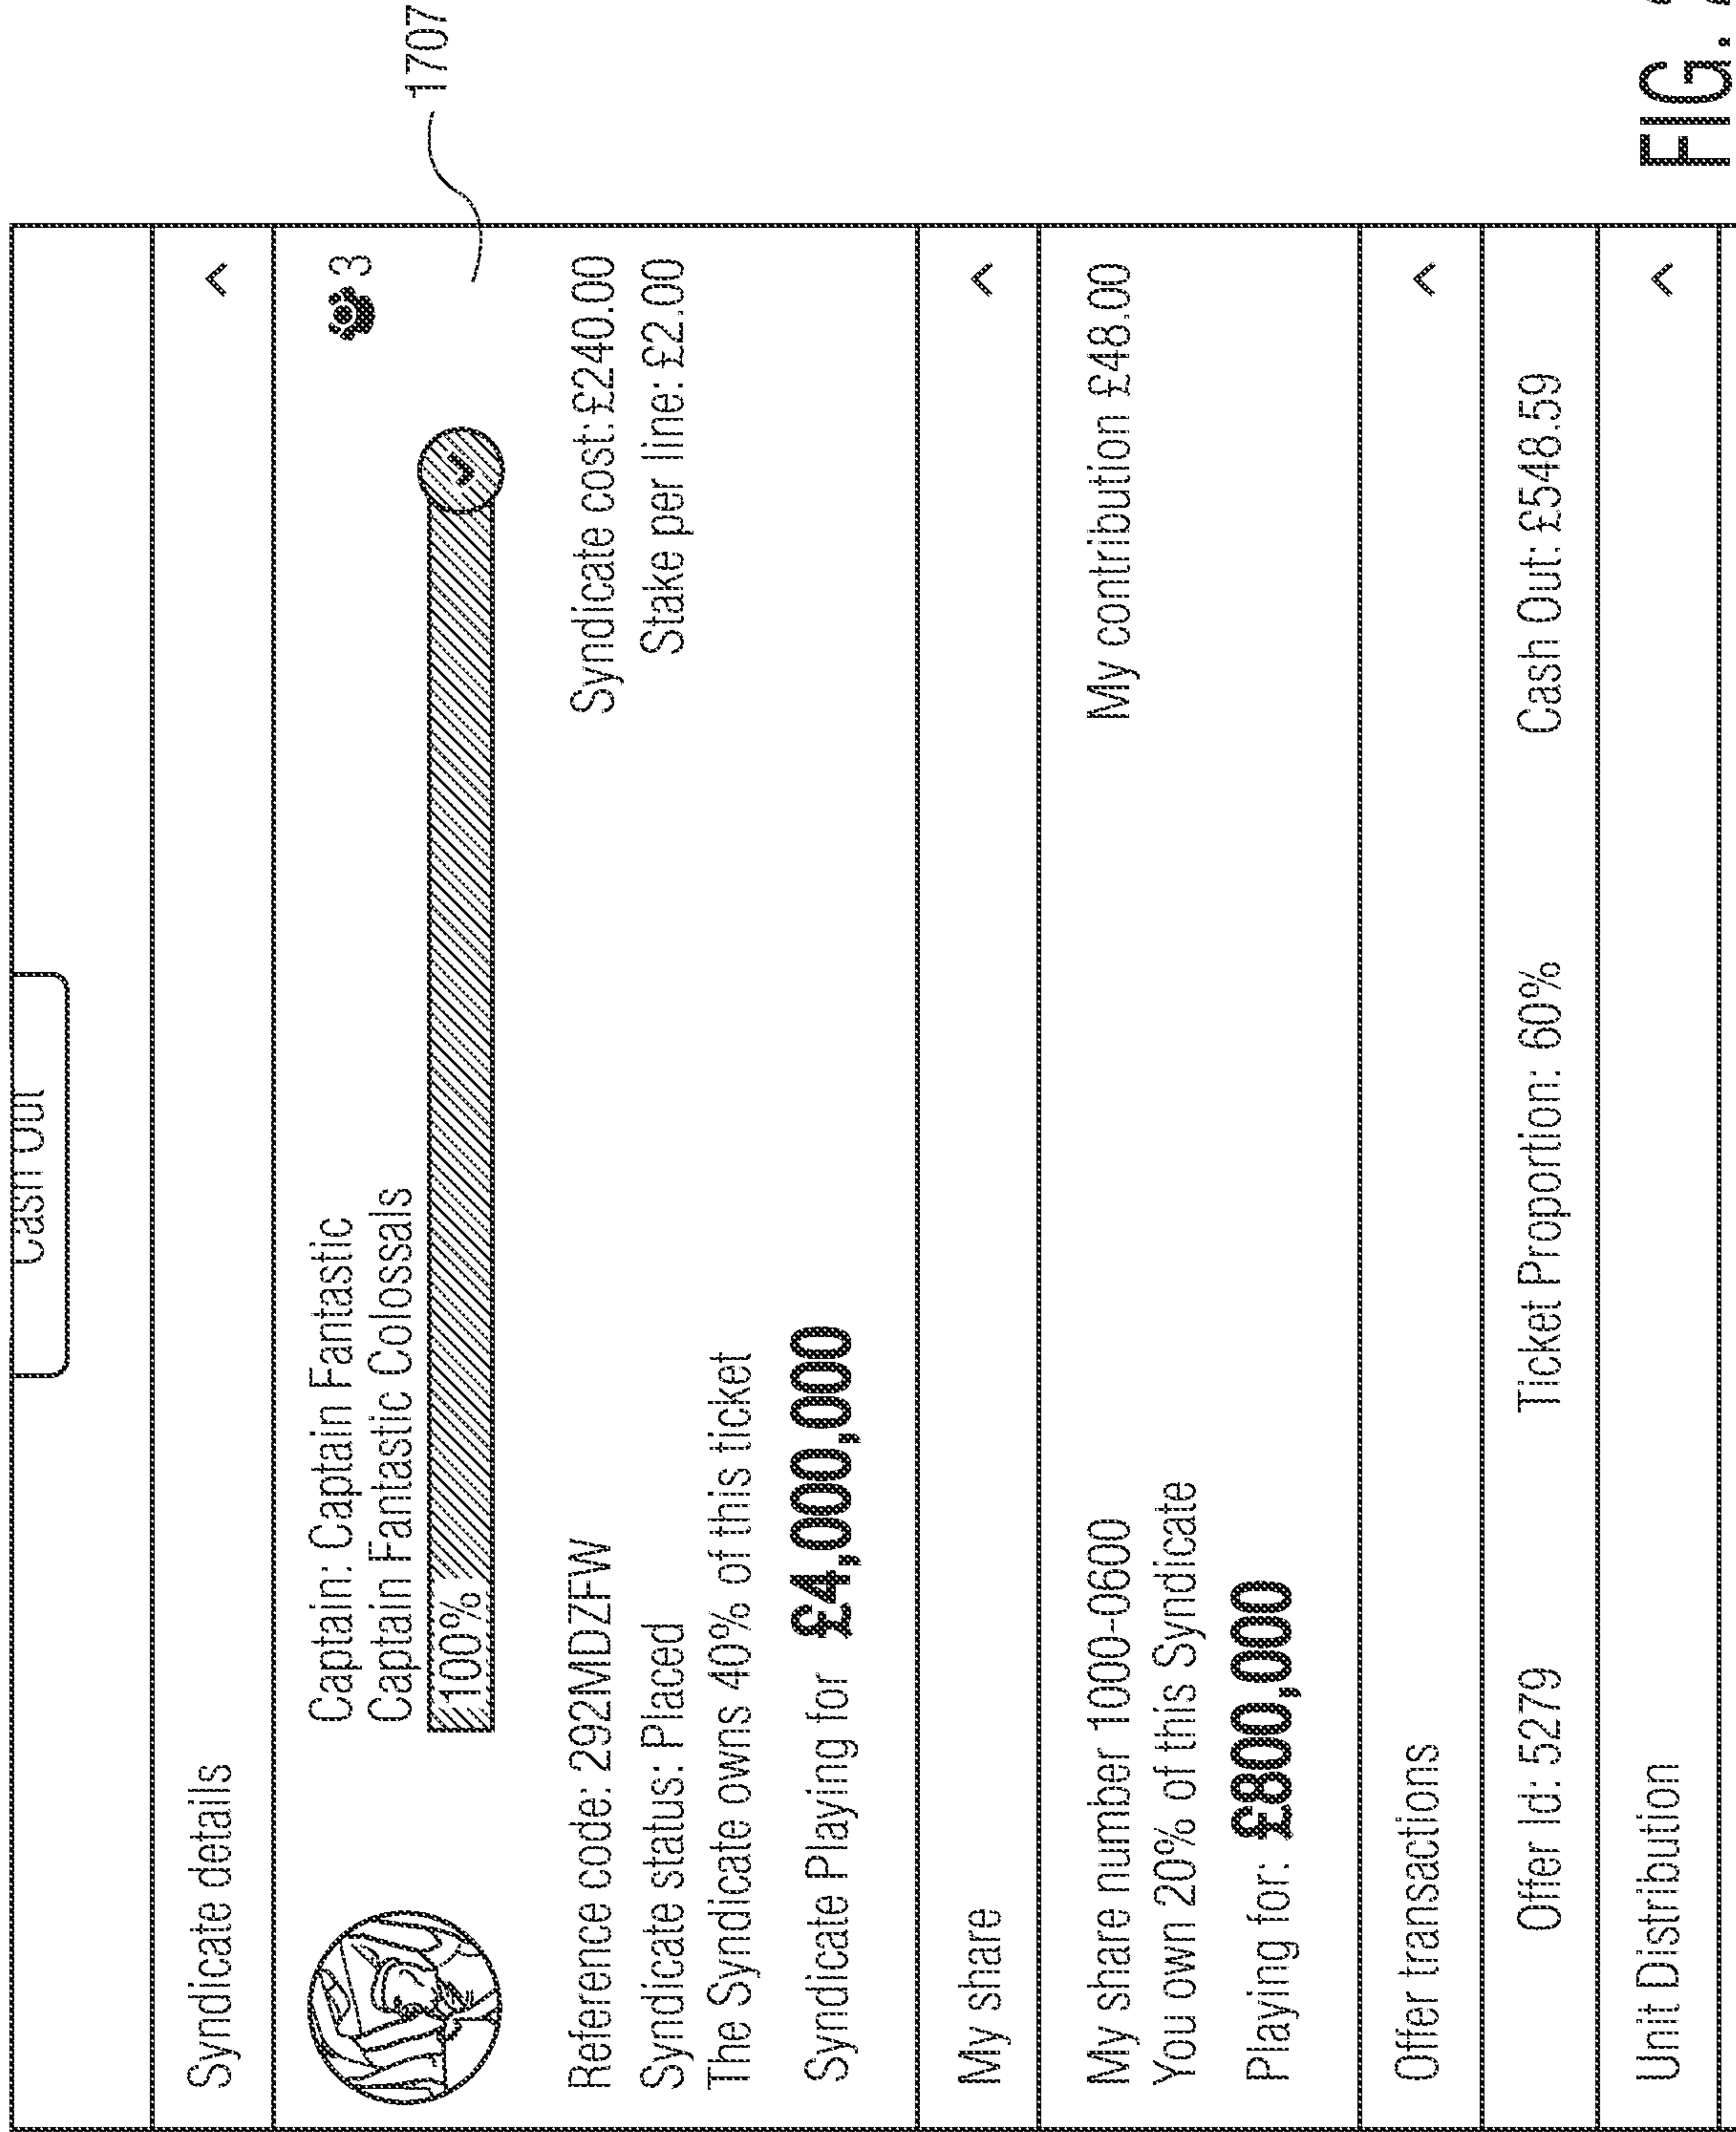 Cash Out
Syndicate details
Captain: Captain Fantastic
3
Captain Fantastic Colossals
100%
1707
Reference code: 292MDZFW
Syndicate cost: £240.00
Syndicate status: Placed
Stake per line: £2.00
The Syndicate owns 40% of this ticket
Syndicate Playing for £4,000,000
My share
My share number 1000-0600
My contribution £48.00
You own 20% of this Syndicate
Playing for: £800,000
Offer transactions
Offer Id: 5279
Ticket Proportion: 60%
Cash Out: £548.59
Unit Distribution
FIG.